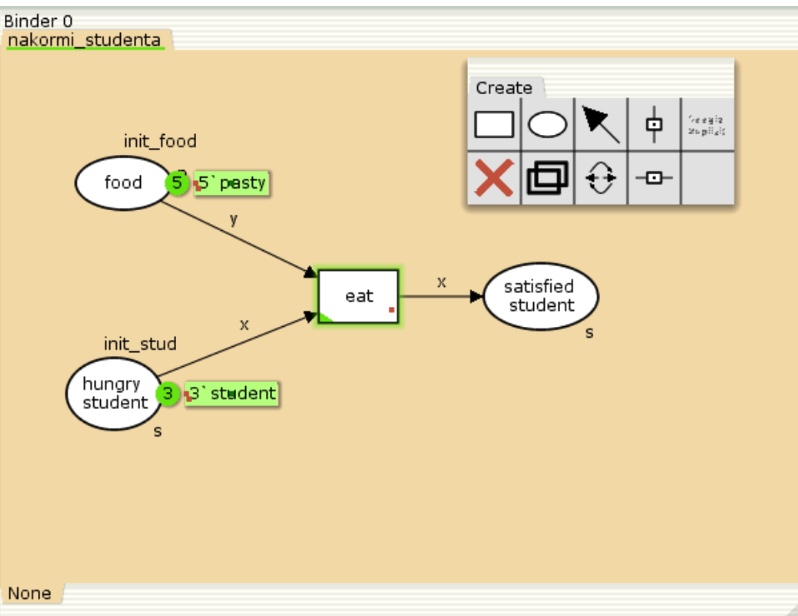 Binder 0
nakormi_studenta
Create
init_food
food
5
5`pasty
y
eat
x
satisfied
student
s
x
init_stud
hungry
student
3
3`student
s
None